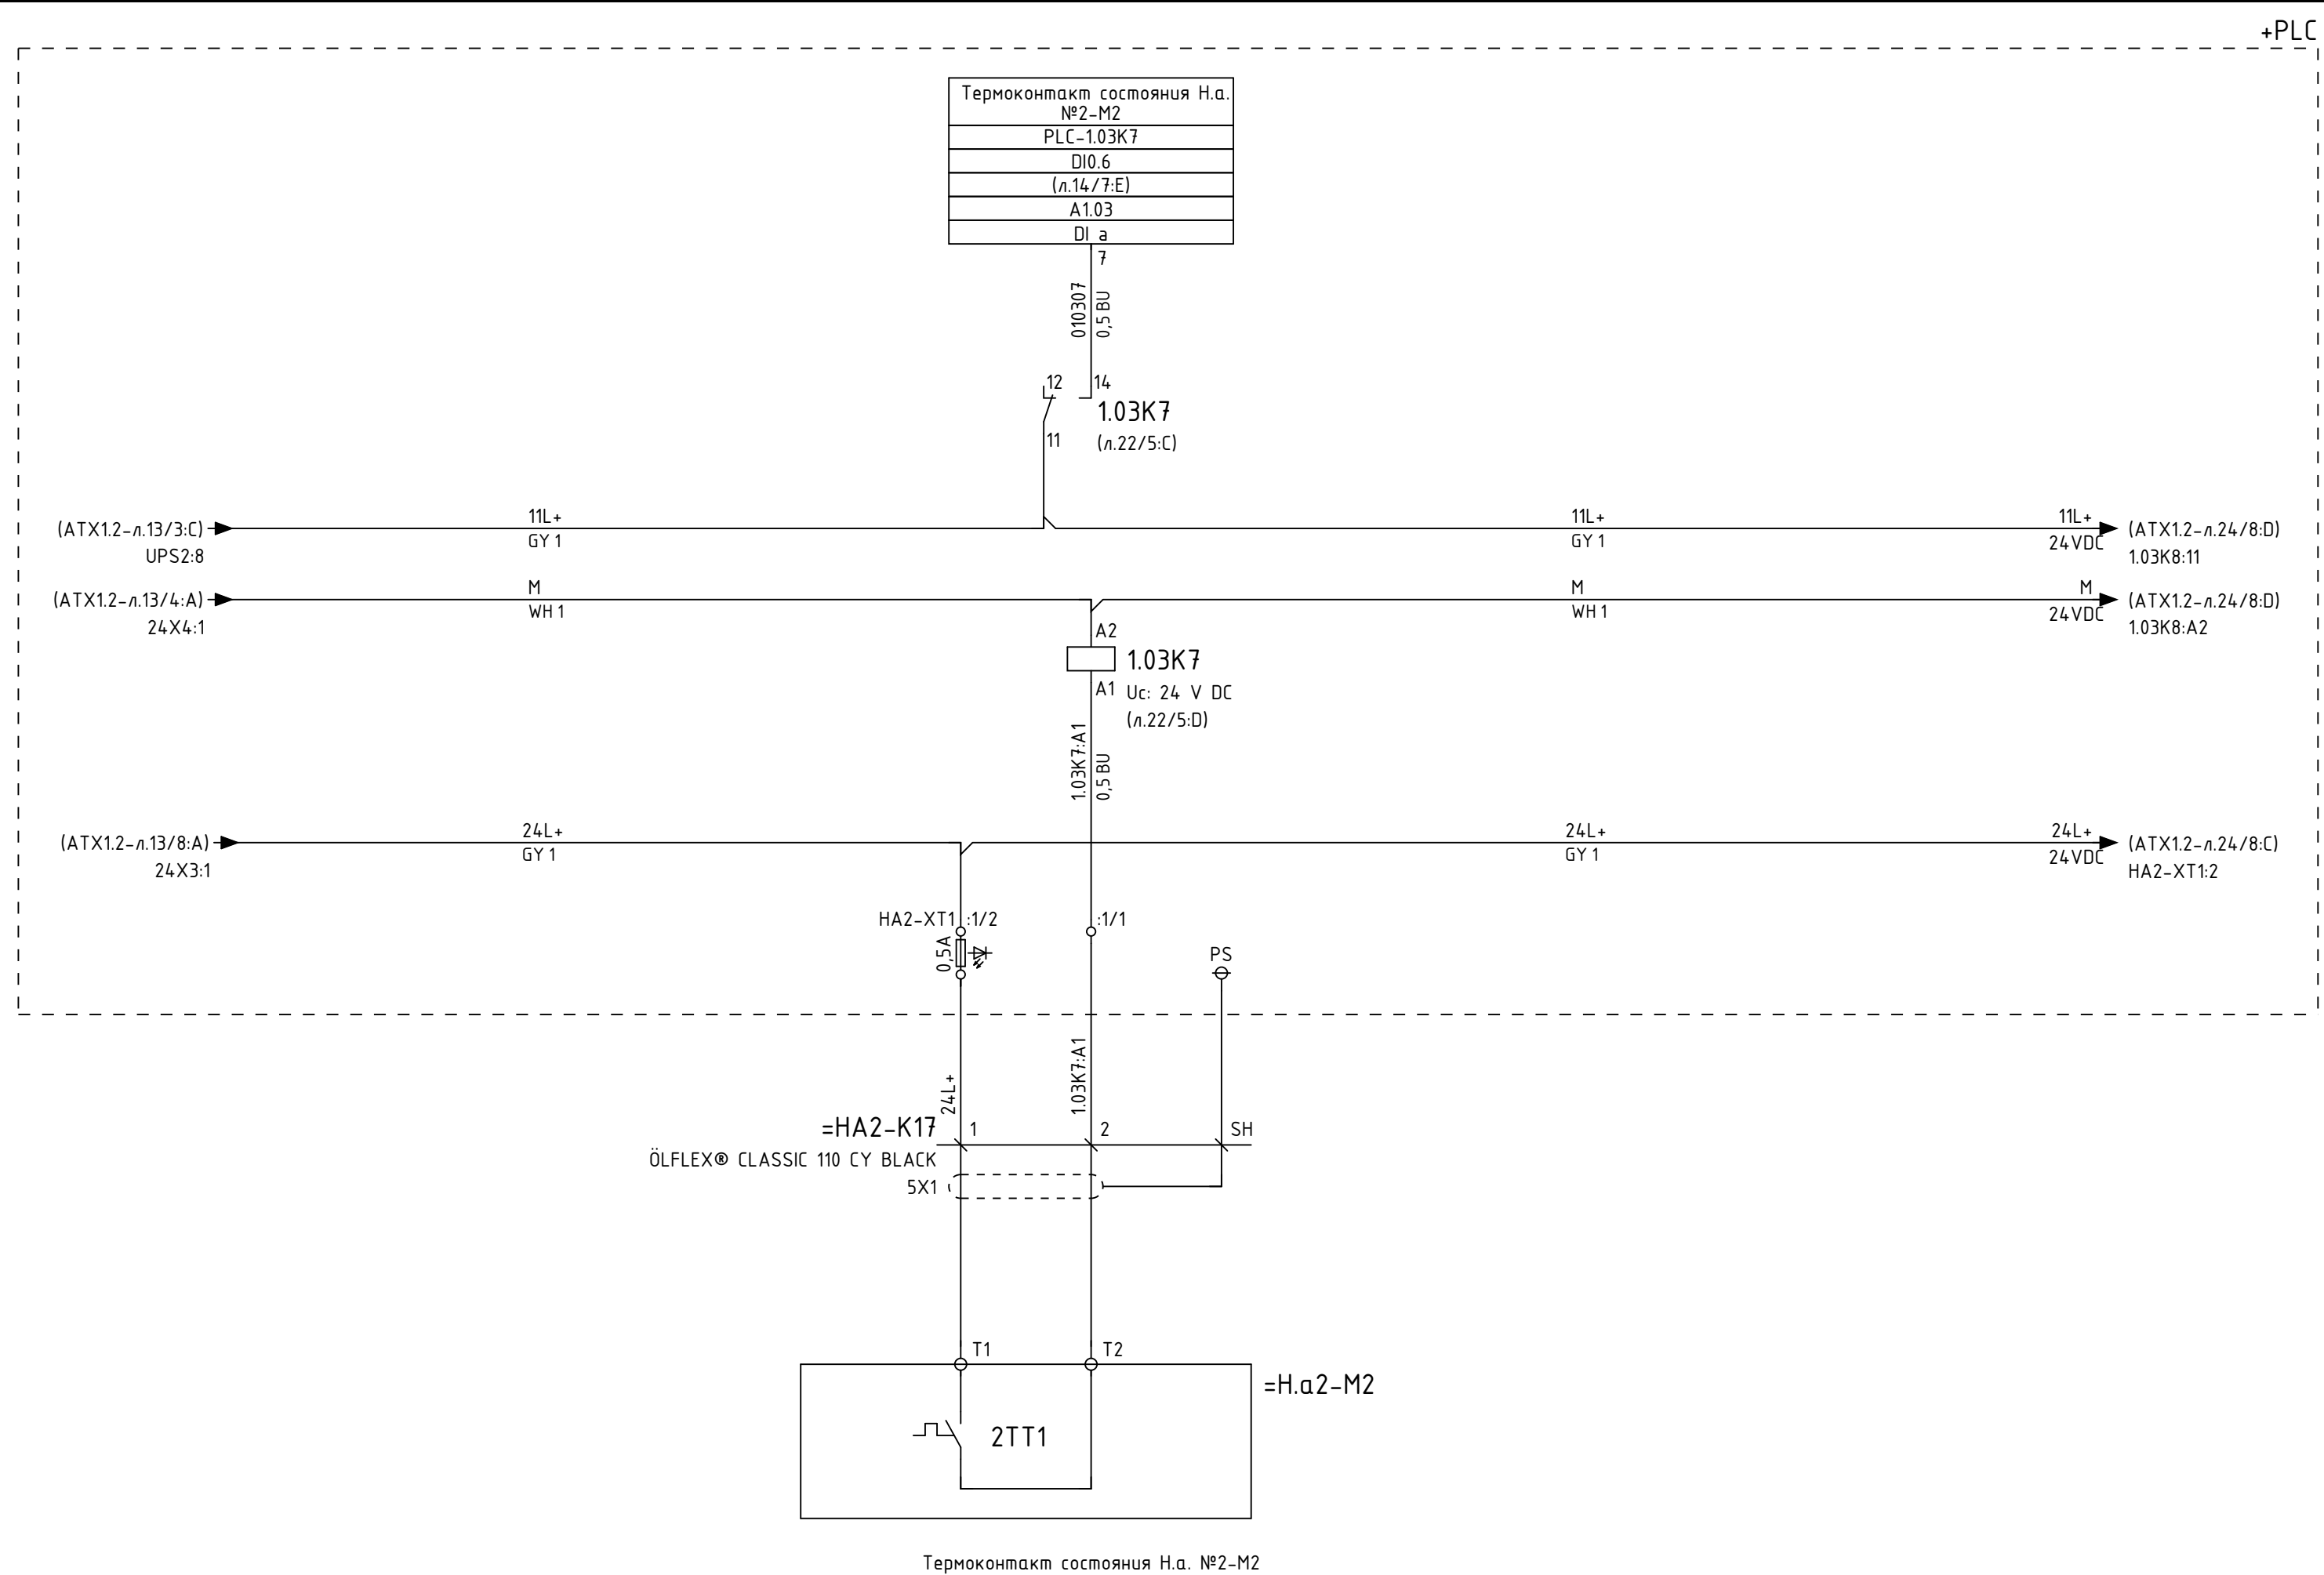 +PLC
Термоконтакт состояния Н.а.
№2-М2
PLC-1.03K7
DI0.6
(л.14/7:E)
A1.03
DI a
7
010307
0,5 BU
12
14
1.03K7
11
(л.22/5:C)
(ATX1.2-л.13/3:C)
UPS2:8
11L+
GY 1
11L+
GY 1
11L+
24VDC
(ATX1.2-л.24/8:D)
1.03K8:11
(ATX1.2-л.13/4:A)
24X4:1
M
WH 1
M
WH 1
M
24VDC
(ATX1.2-л.24/8:D)
1.03K8:A2
A2
1.03K7
A1
Uc: 24 V DC
(л.22/5:D)
1.03K7:A1
0,5 BU
(ATX1.2-л.13/8:A)
24X3:1
24L+
GY 1
24L+
GY 1
24L+
24VDC
(ATX1.2-л.24/8:C)
HA2-XT1:2
HA2-XT1
:1/2
:1/1
0,5A
PS
24L+
1.03K7:A1
=HA2-K17
1
2
SH
ÖLFLEX® CLASSIC 110 CY BLACK
5X1
T1
T2
=H.a2-M2
2TT1
Термоконтакт состояния Н.а. №2-М2